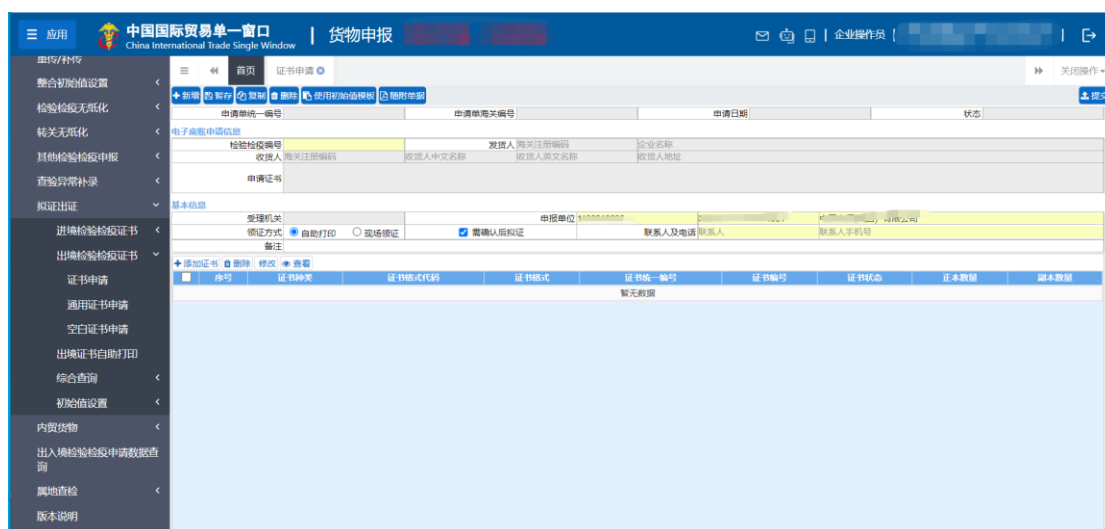 应用
中国国际贸易单一窗口
China International Trade Single Window
货物申报
企业操作员
重传/补传
整合初始值设置
检验检疫无纸化
转关无纸化
其他检验检疫申报
查验异常补录
拟证出证
进境检验检疫证书
出境检验检疫证书
证书申请
通用证书申请
空白证书申请
出境证书自助打印
综合查询
初始值设置
内贸货物
出入境检验检疫申请数据查
询
属地查检
版本说明
首页 证书申请 关闭操作
新增 暂存 复制 删除 使用初始值模板 随附单据 提交
申请单统一编号 申请单海关编号 申请日期 状态
电子底账申请信息
检验检疫编号 发货人 海关注册编码 企业名称
收货人 海关注册编码 收货人中文名称 收货人英文名称 收货人地址
申请证书
基本信息
受理机关 申报单位
领证方式 自助打印 现场领证 需确认后拟证 联系人及电话 联系人 联系人手机号
备注
添加证书 删除 修改 查看
序号 证书种类 证书格式代码 证书格式 证书统一编号 证书编号 证书状态 正本数量 副本数量
暂无数据